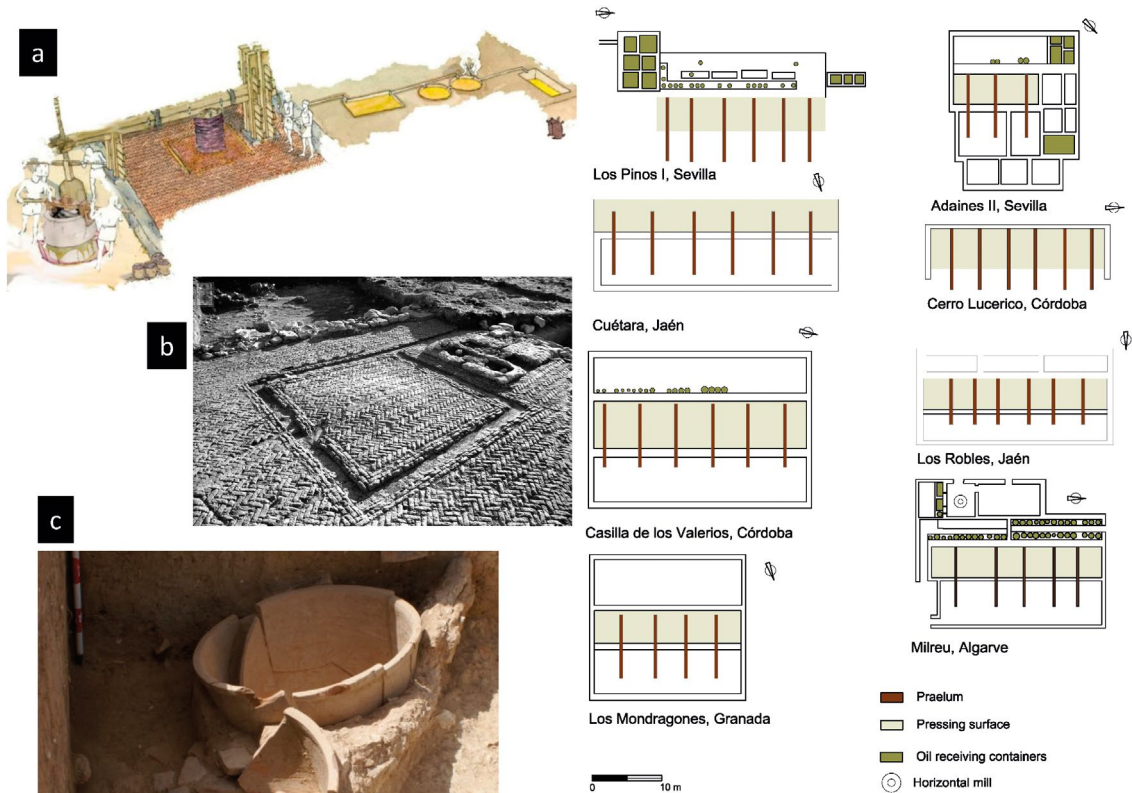 a
b
c
Los Pinos I, Sevilla
Adaines II, Sevilla
Cuétara, Jaén
Cerro Lucerico, Córdoba
Casilla de los Valerios, Córdoba
Los Robles, Jaén
Los Mondragones, Granada
Milreu, Algarve
Praelum
Pressing surface
Oil receiving containers
Horizontal mill
0 10 m